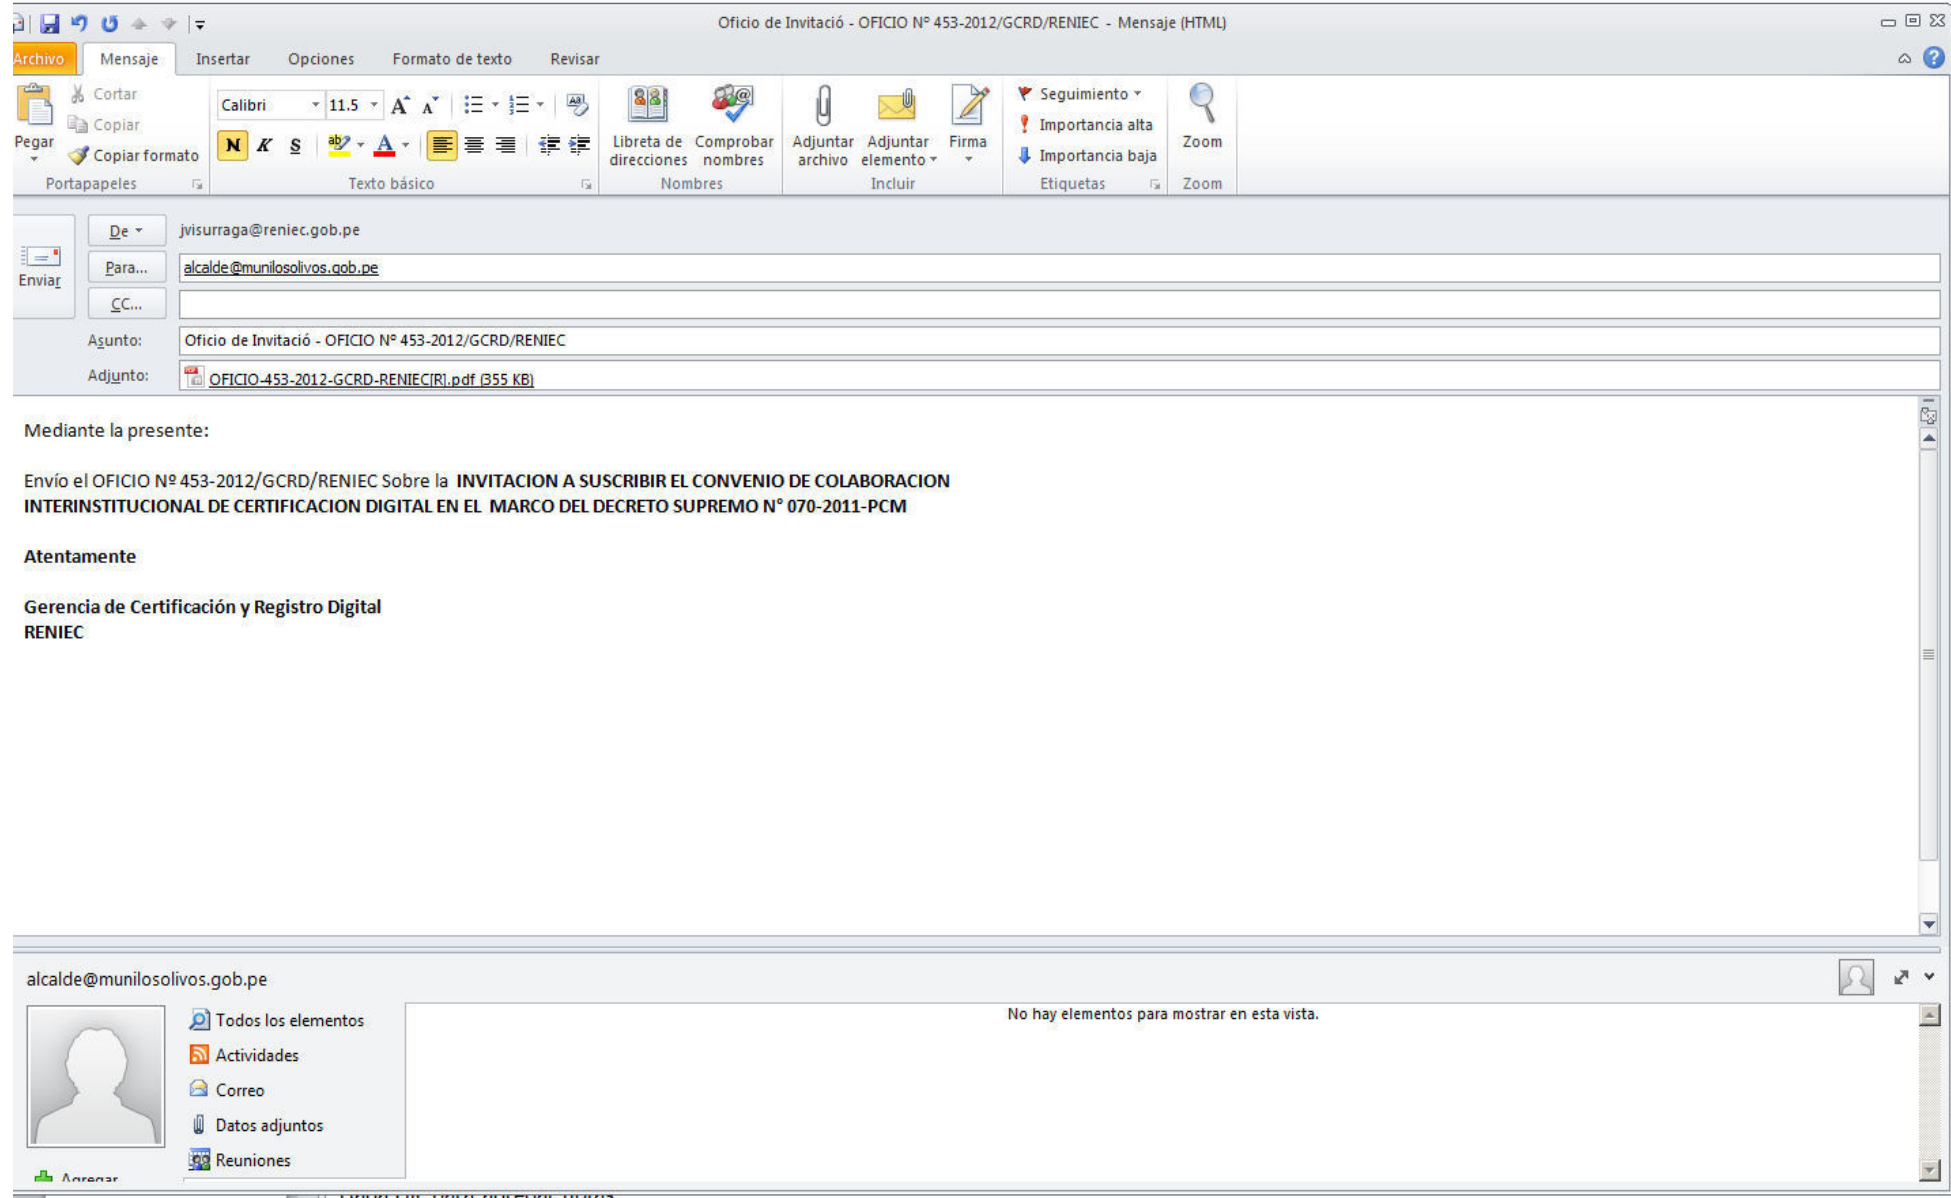 Oficio de Invitació - OFICIO Nº 453-2012/GCRD/RENIEC - Mensaje (HTML)
Archivo Mensaje Insertar Opciones Formato de texto Revisar
Pegar
Cortar
Copiar
Copiar formato
Portapapeles
Calibri 11.5
N K S
Texto básico
Libreta de direcciones
Comprobar nombres
Nombres
Adjuntar archivo
Adjuntar elemento
Firma
Incluir
Seguimiento
Importancia alta
Importancia baja
Etiquetas
Zoom
Zoom
Enviar
De jvisurraga@reniec.gob.pe
Para... alcalde@munilosolivos.gob.pe
CC...
Asunto: Oficio de Invitació - OFICIO Nº 453-2012/GCRD/RENIEC
Adjunto: OFICIO-453-2012-GCRD-RENIEC[R].pdf (355 KB)
Mediante la presente:
Envío el OFICIO Nº 453-2012/GCRD/RENIEC Sobre la INVITACION A SUSCRIBIR EL CONVENIO DE COLABORACION
INTERINSTITUCIONAL DE CERTIFICACION DIGITAL EN EL MARCO DEL DECRETO SUPREMO N° 070-2011-PCM
Atentamente
Gerencia de Certificación y Registro Digital
RENIEC
alcalde@munilosolivos.gob.pe
Todos los elementos
Actividades
Correo
Datos adjuntos
Reuniones
Agregar
No hay elementos para mostrar en esta vista.